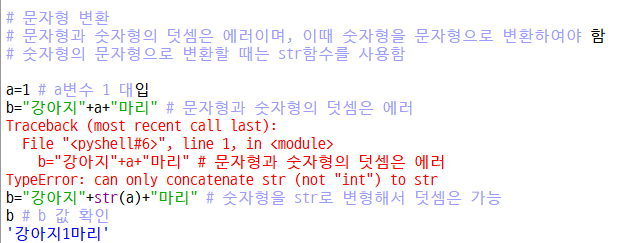 # 문자형 변환
# 문자형과 숫자형의 덧셈은 에러이며, 이때 숫자형을 문자형으로 변환하여야 함
# 숫자형의 문자형으로 변환할 때는 str함수를 사용함
a=1 # a변수 1 대입
b="강아지"+a+"마리" # 문자형과 숫자형의 덧셈은 에러
Traceback (most recent call last):
  File "<pyshell#6>", line 1, in <module>
    b="강아지"+a+"마리" # 문자형과 숫자형의 덧셈은 에러
TypeError: can only concatenate str (not "int") to str
b="강아지"+str(a)+"마리" # 숫자형을 str로 변형해서 덧셈은 가능
b # b 값 확인
'강아지1마리'